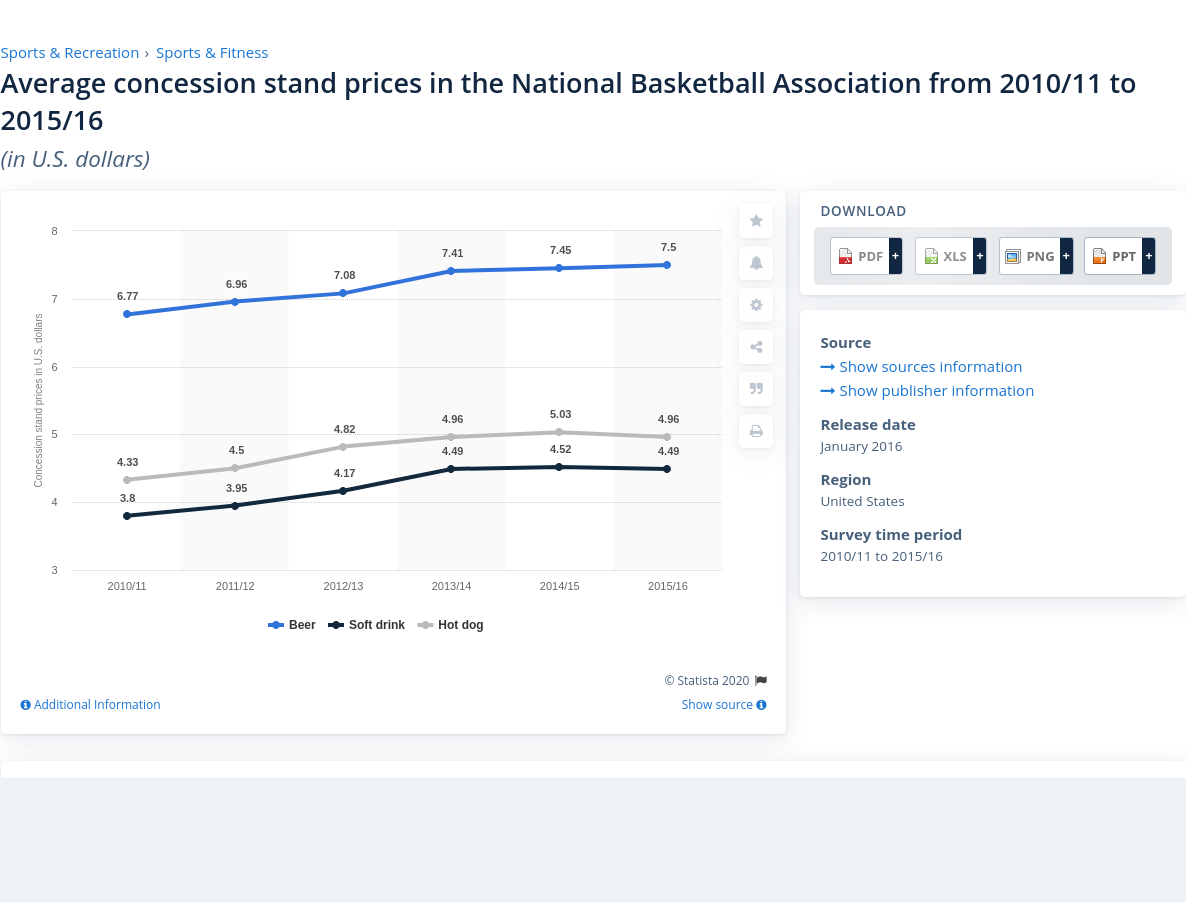 Sports & Recreation › Sports & Fitness
Average concession stand prices in the National Basketball Association from 2010/11 to
2015/16
(in U.S. dollars)
Concession stand prices in U.S. dollars
8
7
6
5
4
3
6.77
6.96
7.08
7.41
7.45
7.5
4.33
4.5
4.82
4.96
5.03
4.96
3.8
3.95
4.17
4.49
4.52
4.49
2010/11
2011/12
2012/13
2013/14
2014/15
2015/16
Beer
Soft drink
Hot dog
© Statista 2020
Additional Information
Show source
DOWNLOAD
PDF +
XLS +
PNG +
PPT +
Source
Show sources information
Show publisher information
Release date
January 2016
Region
United States
Survey time period
2010/11 to 2015/16